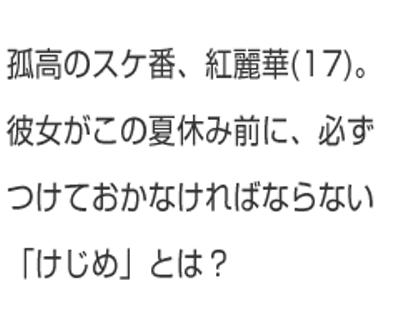 孤高のスケ番、紅麗華(17)。
彼女がこの夏休み前に、必ず
つけておかなければならない
「けじめ」とは？